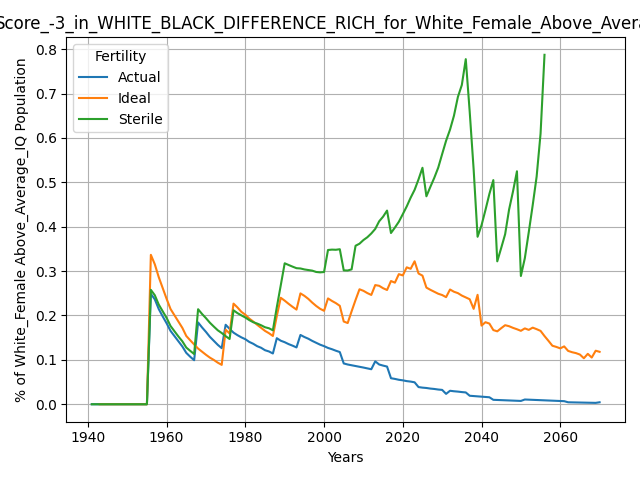 Score_-3_in_WHITE_BLACK_DIFFERENCE_RICH_for_White_Female_Above_Avera
% of White_Female Above_Average_IQ Population
Fertility
Actual
Ideal
Sterile
0.8
0.7
0.6
0.5
0.4
0.3
0.2
0.1
0.0
1940 1960 1980 2000 2020 2040 2060
Years